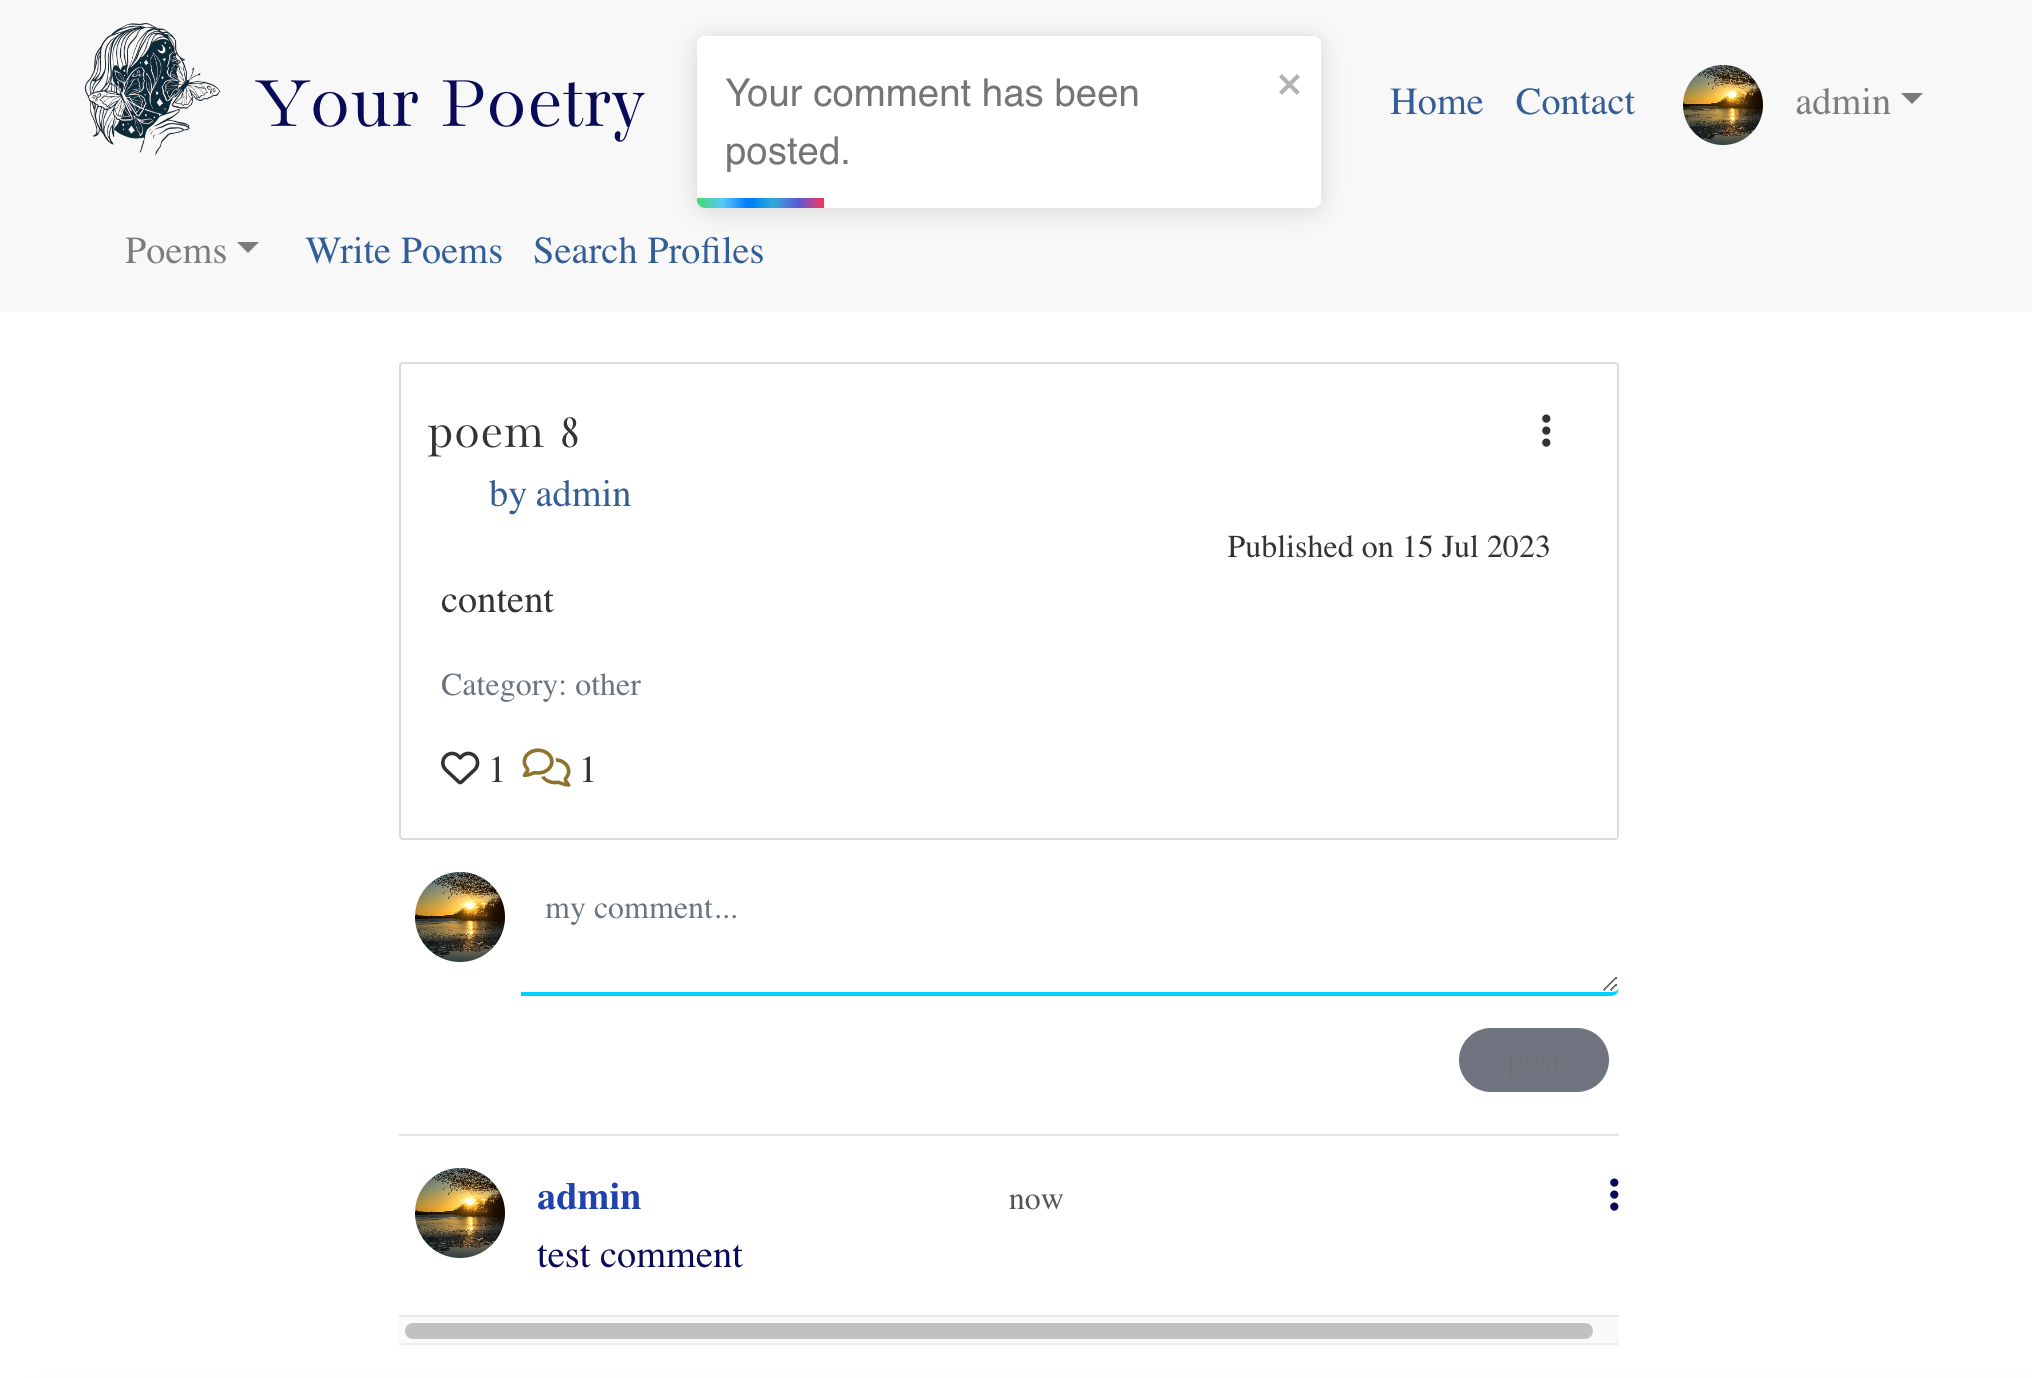 Your Poetry
Your comment has been
posted.
×
Home Contact admin
Poems Write Poems Search Profiles
poem 8
by admin
Published on 15 Jul 2023
content
Category: other
1 1
my comment...
post
admin now
test comment